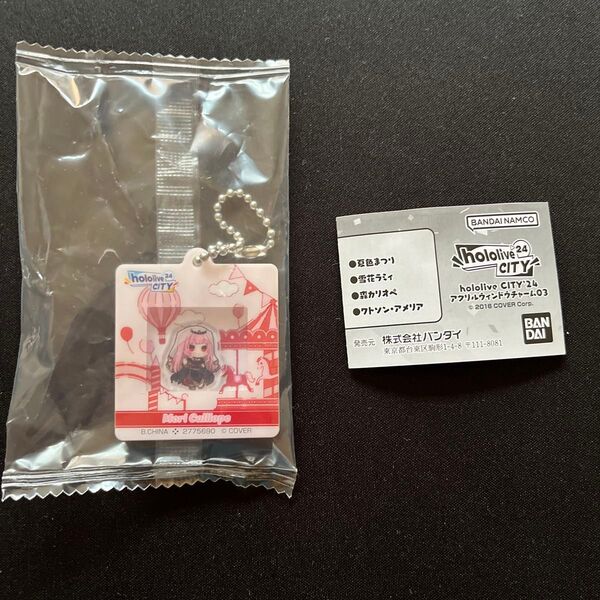 hololive 24
CITY
Mori Calliope
B.CHINA ❖ 2775690 © COVER
BANDAI NAMCO
●夏色まつり
●雪花ラミィ
●森カリオペ
●ワトソン・アメリア
hololive 24
CITY
hololive CITY'24
アクリルウィンドウチャーム03
© 2016 COVER Corp.
発売元 株式会社バンダイ
東京都台東区駒形1-4-8 〒111-8081
BAN
DAI